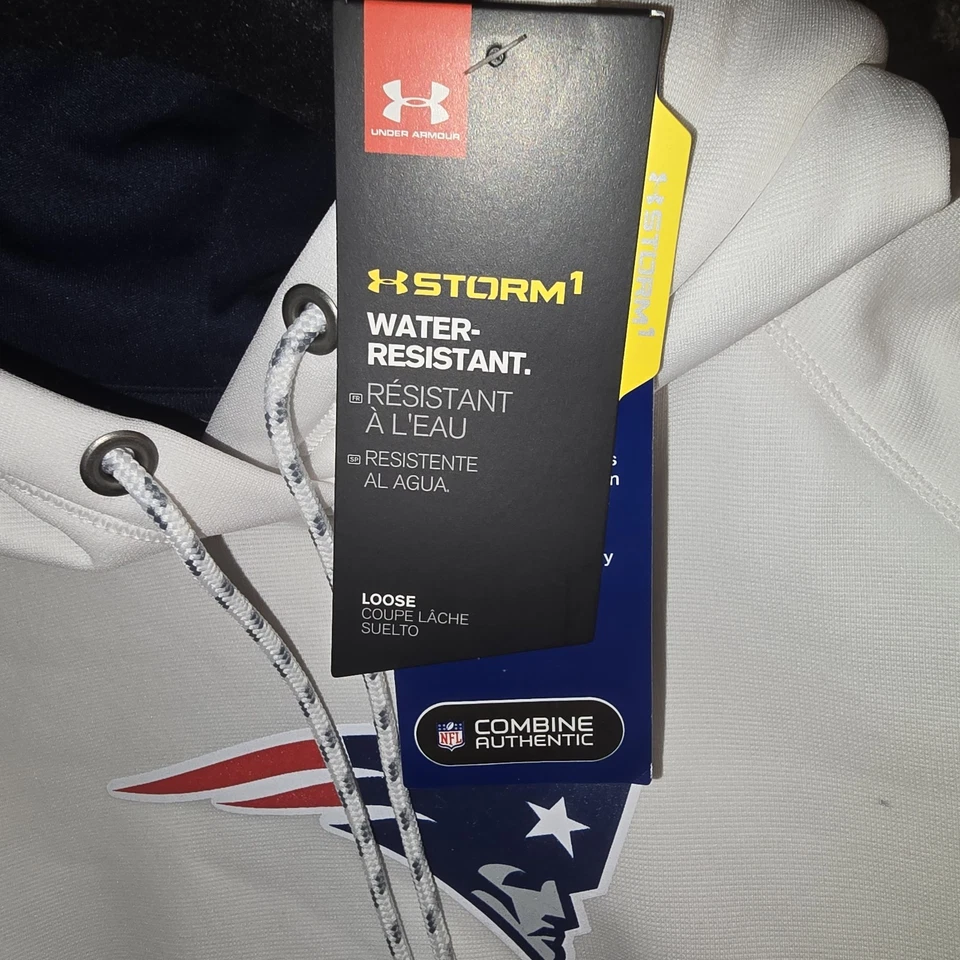 UNDER ARMOUR
STORM1
WATER-
RESISTANT.
FR RÉSISTANT
À L'EAU
SP RESISTENTE
AL AGUA.
LOOSE
COUPE LÂCHE
SUELTO
STORM1
s
m
y
NFL
COMBINE
AUTHENTIC